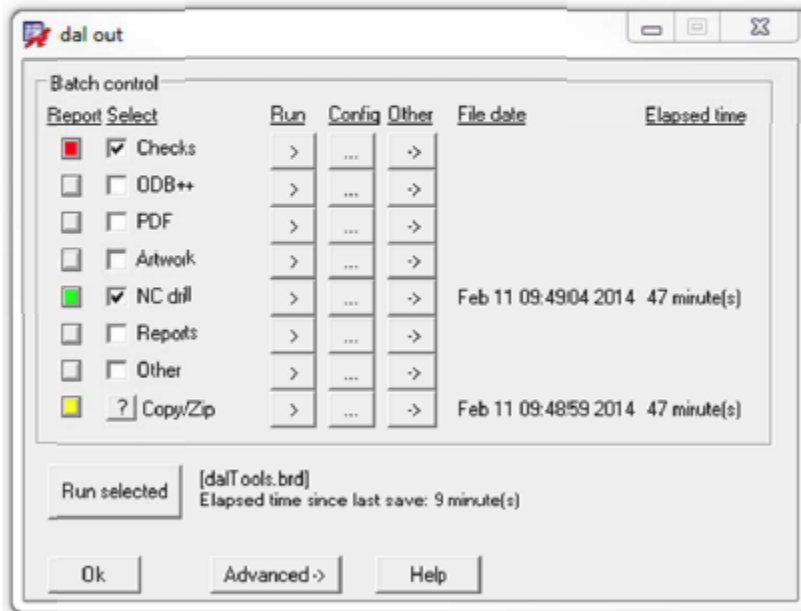 dal out
Batch control
Report Select Run Config Other File date Elapsed time
Checks > ... ->
ODB++ > ... ->
PDF > ... ->
Artwork > ... ->
NC drill > ... -> Feb 11 09:49:04 2014 47 minute(s)
Reports > ... ->
Other > ... ->
? Copy/Zip > ... -> Feb 11 09:48:59 2014 47 minute(s)
Run selected [dalTools.brd]
Elapsed time since last save: 9 minute(s)
Ok Advanced -> Help